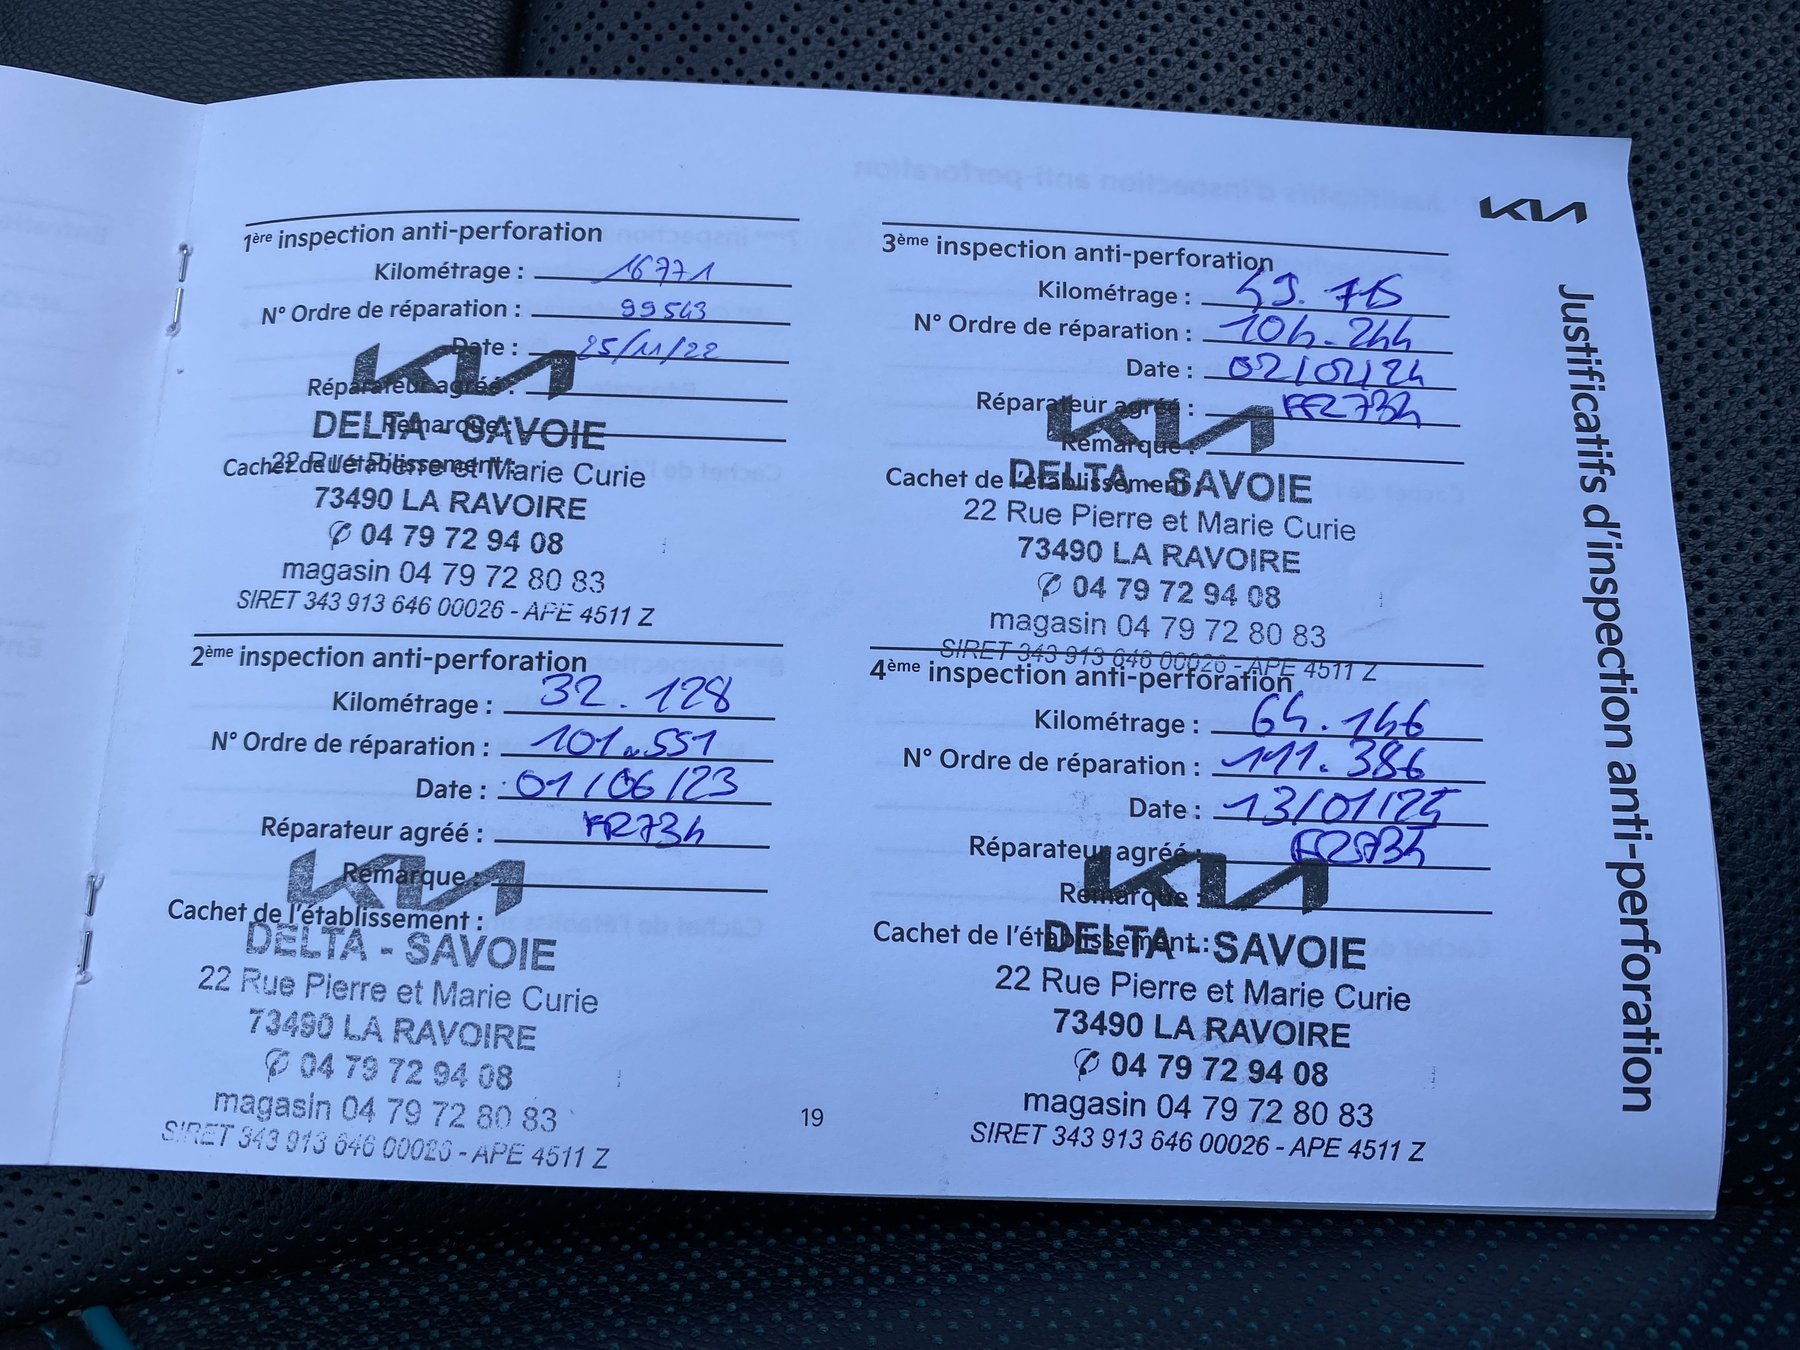 KIA
Justificatifs d'inspection anti-perforation
1ère inspection anti-perforation
Kilométrage : 16771
N° Ordre de réparation : 99543
Date : 25/11/22
Réparateur agréé :
Remarque :
Cachet de l'établissement :
KIA
DELTA - SAVOIE
22 Rue Pierre et Marie Curie
73490 LA RAVOIRE
✆ 04 79 72 94 08
magasin 04 79 72 80 83
SIRET 343 913 646 00026 - APE 4511 Z
2ème inspection anti-perforation
Kilométrage : 32.128
N° Ordre de réparation : 101.551
Date : 01/06/23
Réparateur agréé : FR734
Remarque :
Cachet de l'établissement :
KIA
DELTA - SAVOIE
22 Rue Pierre et Marie Curie
73490 LA RAVOIRE
✆ 04 79 72 94 08
magasin 04 79 72 80 83
SIRET 343 913 646 00026 - APE 4511 Z
3ème inspection anti-perforation
Kilométrage : 49.715
N° Ordre de réparation : 104.244
Date : 02/02/24
Réparateur agréé : FR734
Remarque :
Cachet de l'établissement :
KIA
DELTA - SAVOIE
22 Rue Pierre et Marie Curie
73490 LA RAVOIRE
✆ 04 79 72 94 08
magasin 04 79 72 80 83
SIRET 343 913 646 00026 - APE 4511 Z
4ème inspection anti-perforation
Kilométrage : 64.146
N° Ordre de réparation : 111.386
Date : 13/01/25
Réparateur agréé : FR734
Remarque :
Cachet de l'établissement :
KIA
DELTA - SAVOIE
22 Rue Pierre et Marie Curie
73490 LA RAVOIRE
✆ 04 79 72 94 08
magasin 04 79 72 80 83
SIRET 343 913 646 00026 - APE 4511 Z
19